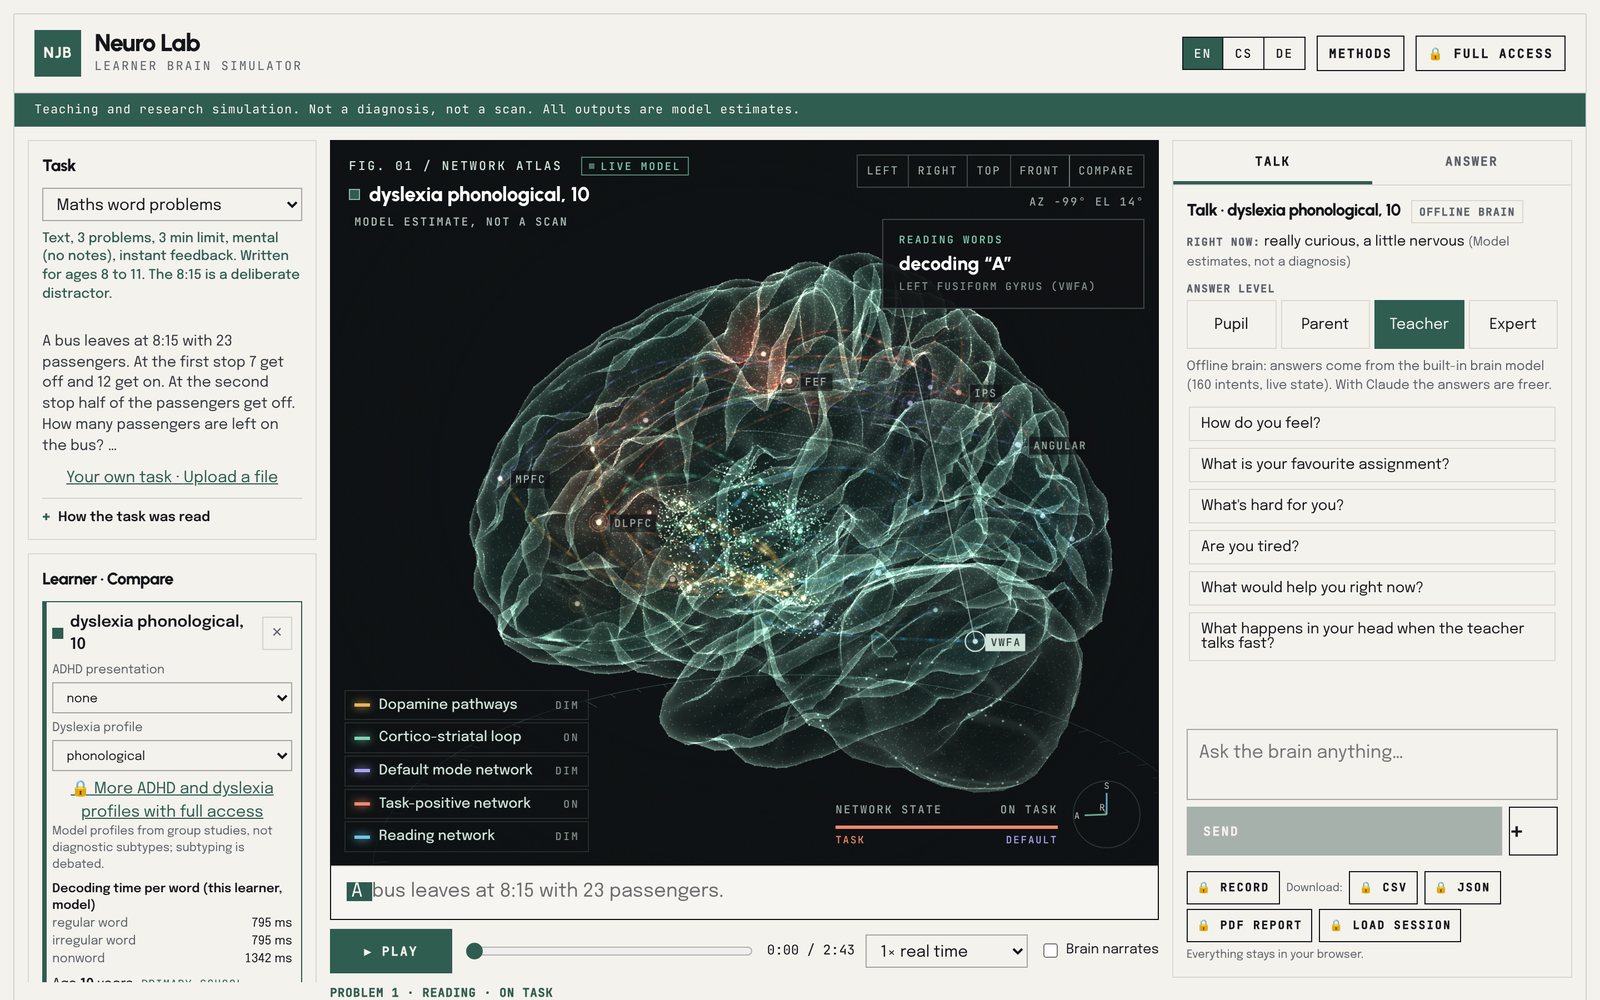 NJB
Neuro Lab
LEARNER BRAIN SIMULATOR
EN CS DE
METHODS
🔒 FULL ACCESS
Teaching and research simulation. Not a diagnosis, not a scan. All outputs are model estimates.
Task
Maths word problems
Text, 3 problems, 3 min limit, mental
(no notes), instant feedback. Written
for ages 8 to 11. The 8:15 is a deliberate
distractor.
A bus leaves at 8:15 with 23
passengers. At the first stop 7 get
off and 12 get on. At the second
stop half of the passengers get off.
How many passengers are left on
the bus? …
Your own task · Upload a file
+ How the task was read
Learner · Compare
dyslexia phonological,
10
×
ADHD presentation
none
Dyslexia profile
phonological
🔒 More ADHD and dyslexia
profiles with full access
Model profiles from group studies, not
diagnostic subtypes; subtyping is
debated.
Decoding time per word (this learner,
model)
regular word 795 ms
irregular word 795 ms
nonword 1342 ms
Age 10 years PRIMARY SCHOOL
FIG. 01 / NETWORK ATLAS
LIVE MODEL
dyslexia phonological, 10
MODEL ESTIMATE, NOT A SCAN
LEFT RIGHT TOP FRONT COMPARE
AZ -99° EL 14°
READING WORDS
decoding “A”
LEFT FUSIFORM GYRUS (VWFA)
FEF
IPS
ANGULAR
MPFC
DLPFC
VWFA
Dopamine pathways DIM
Cortico-striatal loop ON
Default mode network DIM
Task-positive network ON
Reading network DIM
NETWORK STATE ON TASK
TASK DEFAULT
S
R
A
A bus leaves at 8:15 with 23 passengers.
▶ PLAY
0:00 / 2:43
1× real time
Brain narrates
PROBLEM 1 · READING · ON TASK
TALK ANSWER
Talk · dyslexia phonological, 10
OFFLINE BRAIN
RIGHT NOW: really curious, a little nervous (Model
estimates, not a diagnosis)
ANSWER LEVEL
Pupil Parent Teacher Expert
Offline brain: answers come from the built-in brain model
(160 intents, live state). With Claude the answers are freer.
How do you feel?
What is your favourite assignment?
What's hard for you?
Are you tired?
What would help you right now?
What happens in your head when the teacher
talks fast?
Ask the brain anything…
SEND
+
🔒 RECORD Download: 🔒 CSV 🔒 JSON
🔒 PDF REPORT 🔒 LOAD SESSION
Everything stays in your browser.